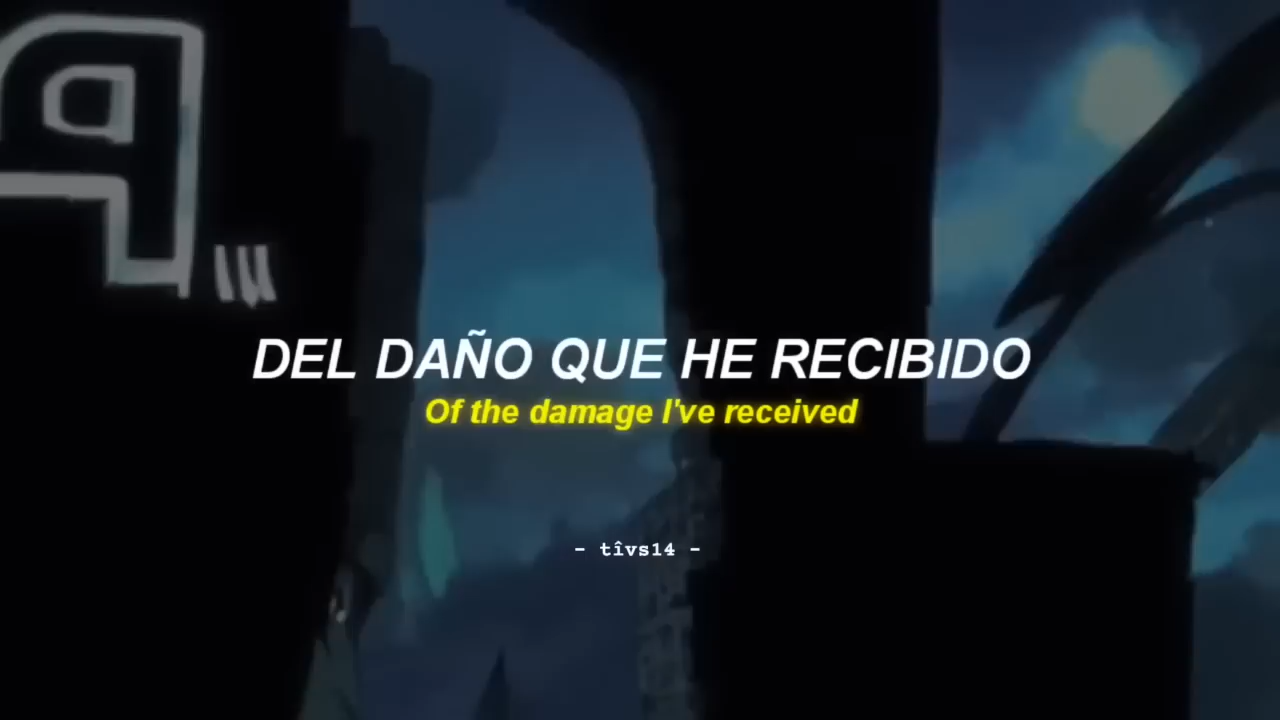 DEL DAÑO QUE HE RECIBIDO
Of the damage I've received
- tîvs14 -